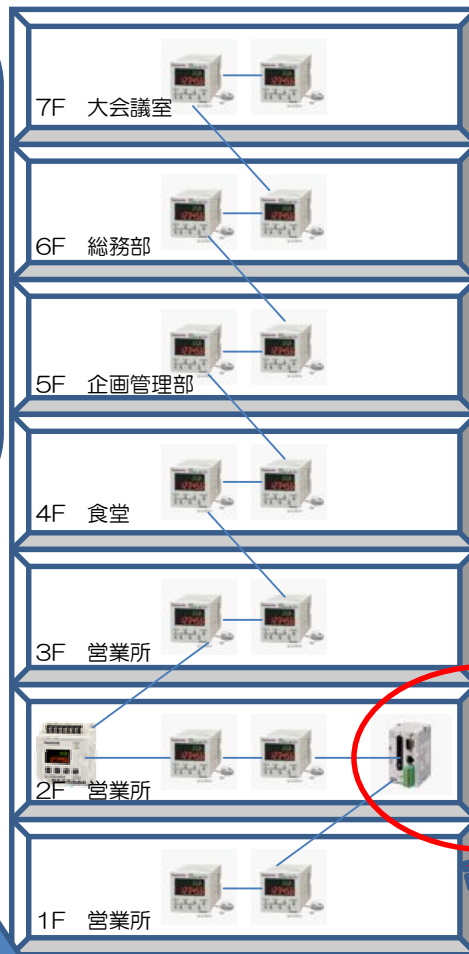 7F 大会議室
6F 総務部
5F 企画管理部
4F 食堂
3F 営業所
2F 営業所
1F 営業所